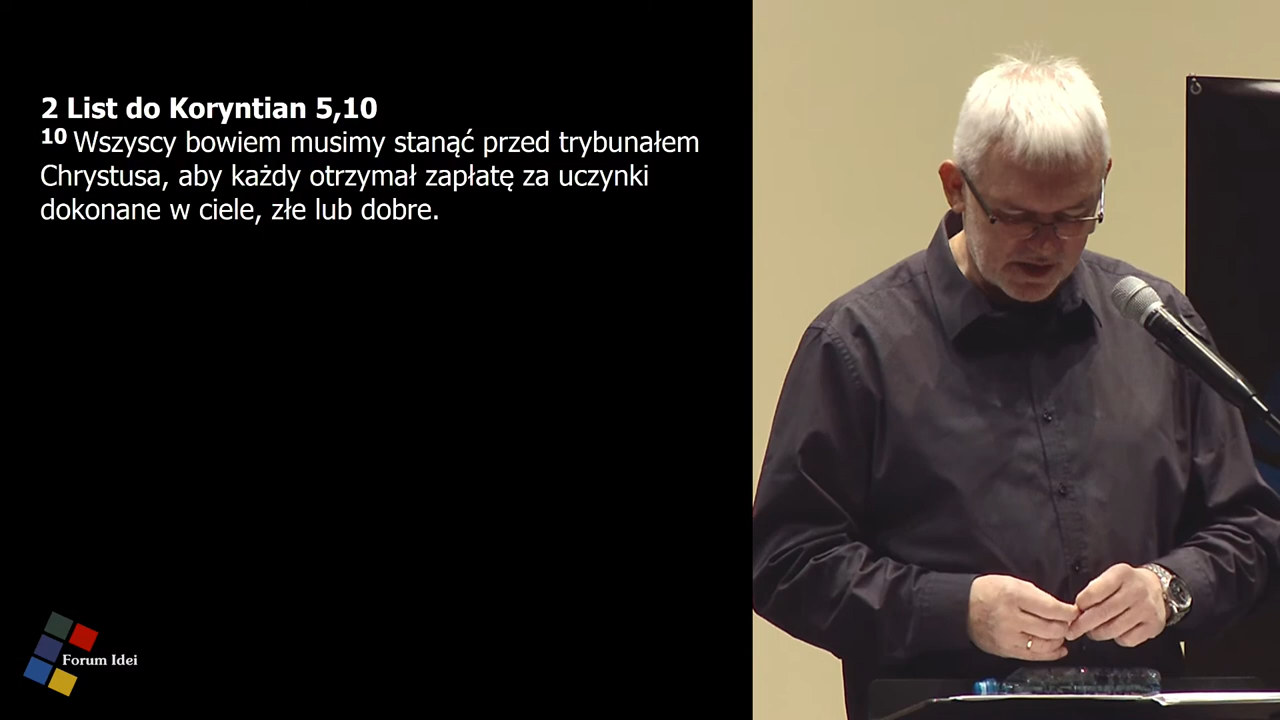 2 List do Koryntian 5,10
10 Wszyscy bowiem musimy stanąć przed trybunałem
Chrystusa, aby każdy otrzymał zapłatę za uczynki
dokonane w ciele, złe lub dobre.
Forum Idei